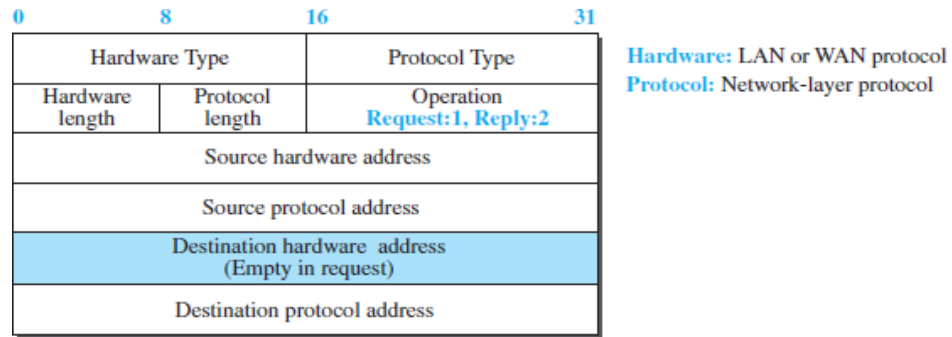 0 8 16 31
Hardware Type Protocol Type
Hardware: LAN or WAN protocol
Protocol: Network-layer protocol
Hardware length Protocol length Operation
Request:1, Reply:2
Source hardware address
Source protocol address
Destination hardware address
(Empty in request)
Destination protocol address